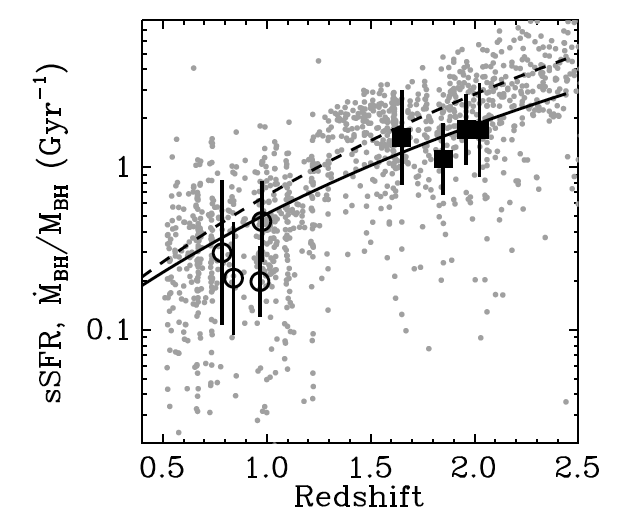 sSFR, Ṁ_BH/M_BH (Gyr⁻¹)
1
0.1
0.5 1.0 1.5 2.0 2.5
Redshift